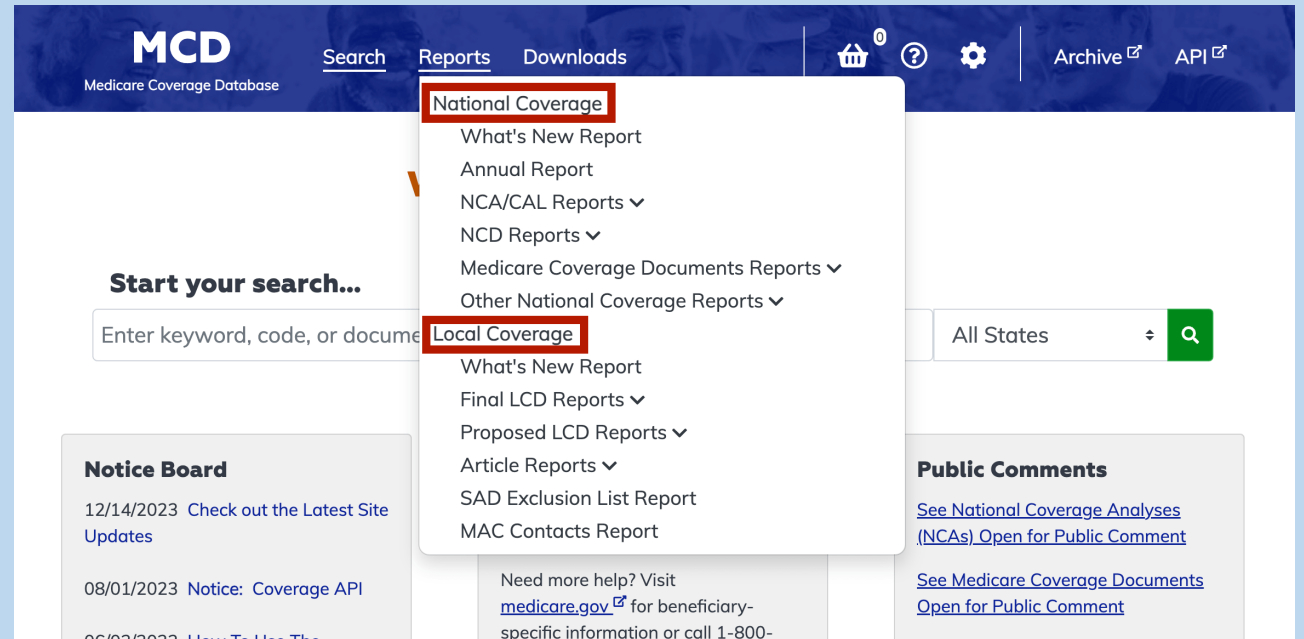 MCD
Medicare Coverage Database
Search
Reports
Downloads
0
?
Archive
API
National Coverage
What's New Report
Annual Report
NCA/CAL Reports
NCD Reports
Medicare Coverage Documents Reports
Other National Coverage Reports
Local Coverage
What's New Report
Final LCD Reports
Proposed LCD Reports
Article Reports
SAD Exclusion List Report
MAC Contacts Report
Start your search...
Enter keyword, code, or
All States
Notice Board
12/14/2023 Check out the Latest Site
Updates
08/01/2023 Notice: Coverage API
Need more help? Visit
medicare.gov for beneficiary-
specific information or call 1-800-
Public Comments
See National Coverage Analyses
(NCAs) Open for Public Comment
See Medicare Coverage Documents
Open for Public Comment